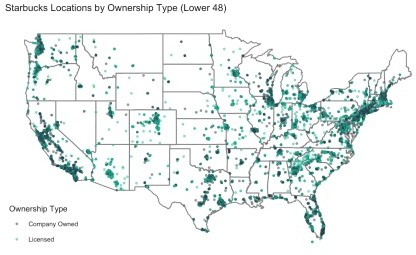 Starbucks Locations by Ownership Type (Lower 48)
Ownership Type
Company Owned
Licensed